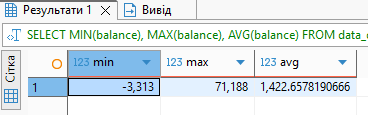 Результати 1 Вивід
SELECT MIN(balance), MAX(balance), AVG(balance) FROM data_
Сітка
123 min 123 max 123 avg
1 -3,313 71,188 1,422.6578190666